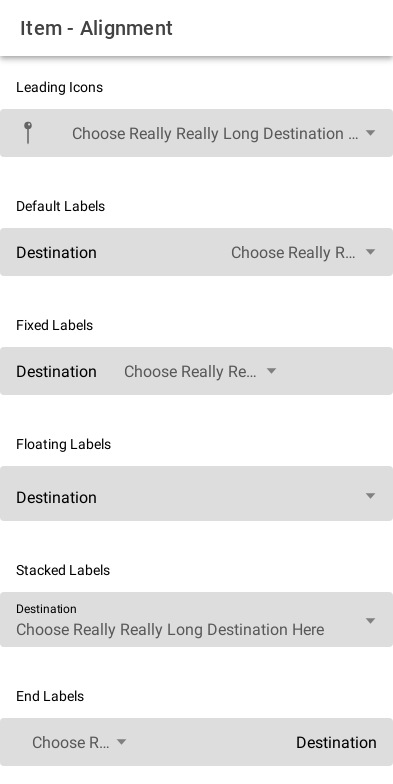 Item - Alignment
Leading Icons
Choose Really Really Long Destination ...
Default Labels
Destination Choose Really R...
Fixed Labels
Destination Choose Really Re...
Floating Labels
Destination
Stacked Labels
Destination
Choose Really Really Long Destination Here
End Labels
Choose R... Destination